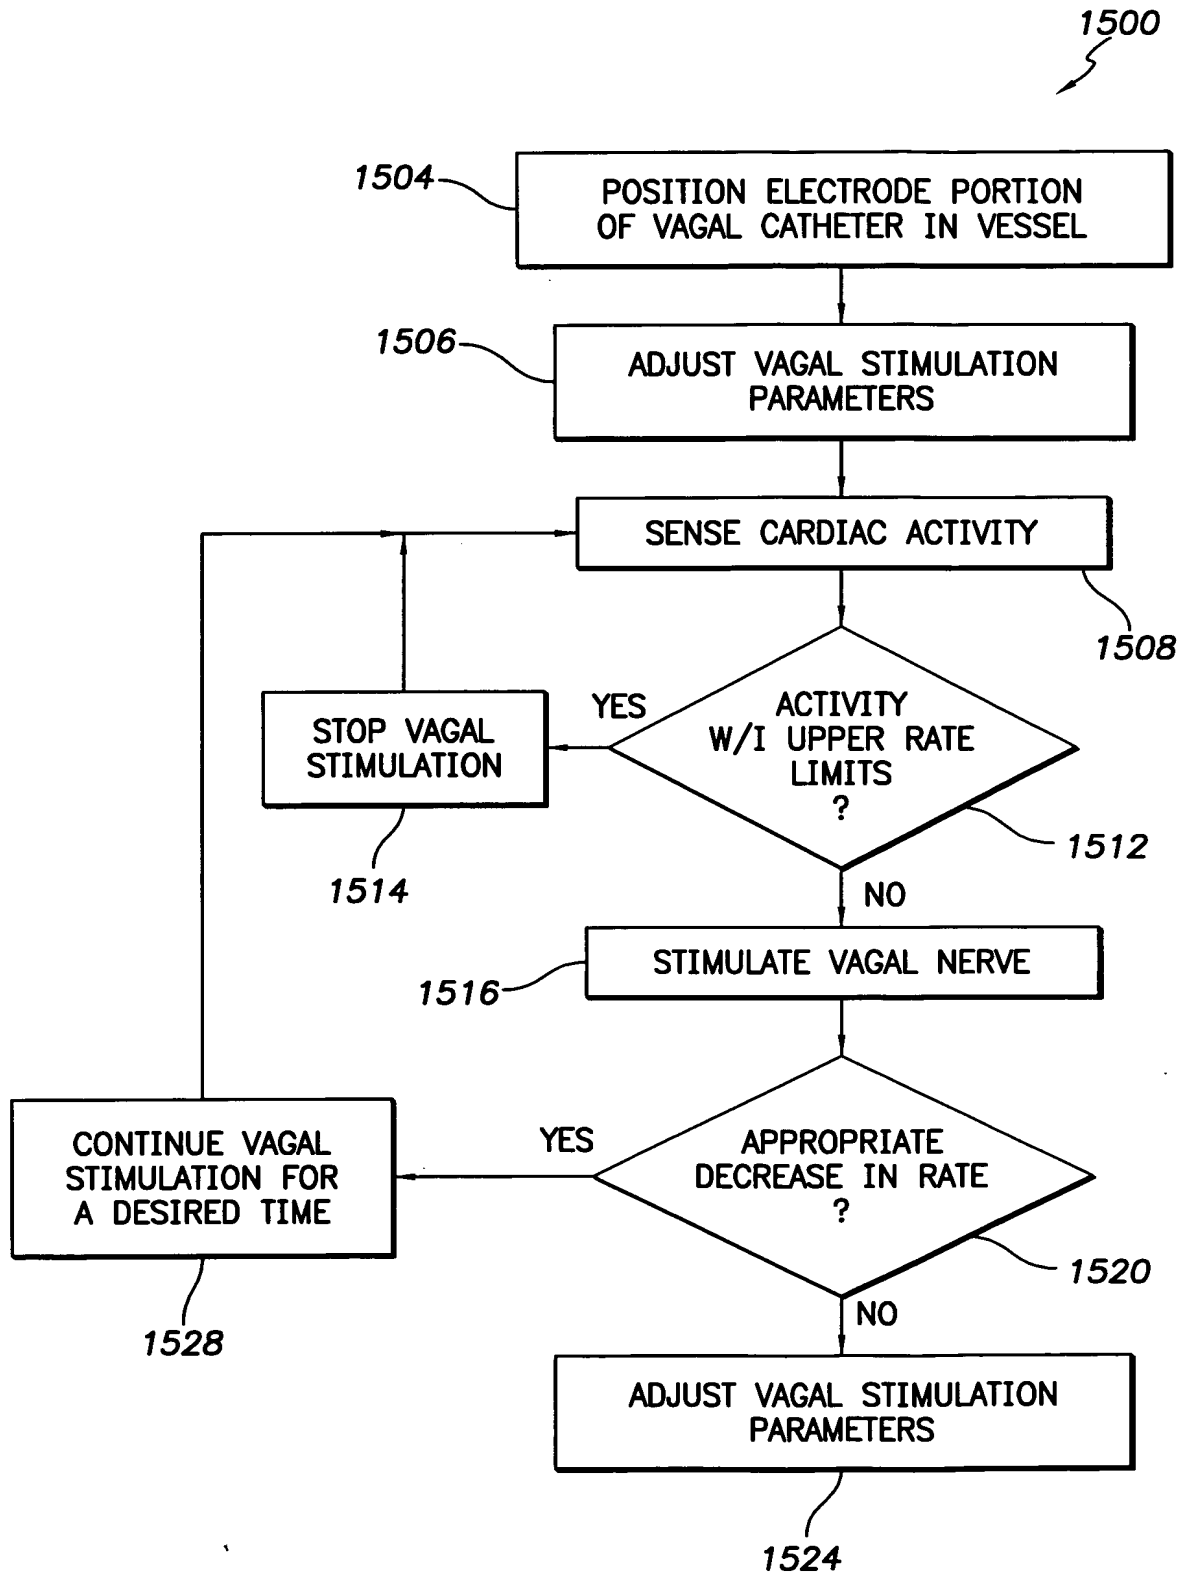 1500
1504
POSITION ELECTRODE PORTION
OF VAGAL CATHETER IN VESSEL
1506
ADJUST VAGAL STIMULATION
PARAMETERS
SENSE CARDIAC ACTIVITY
1508
YES
ACTIVITY
W/I UPPER RATE
LIMITS
?
STOP VAGAL
STIMULATION
1512
1514
NO
STIMULATE VAGAL NERVE
1516
YES
APPROPRIATE
DECREASE IN RATE
?
CONTINUE VAGAL
STIMULATION FOR
A DESIRED TIME
1520
1528
NO
ADJUST VAGAL STIMULATION
PARAMETERS
1524